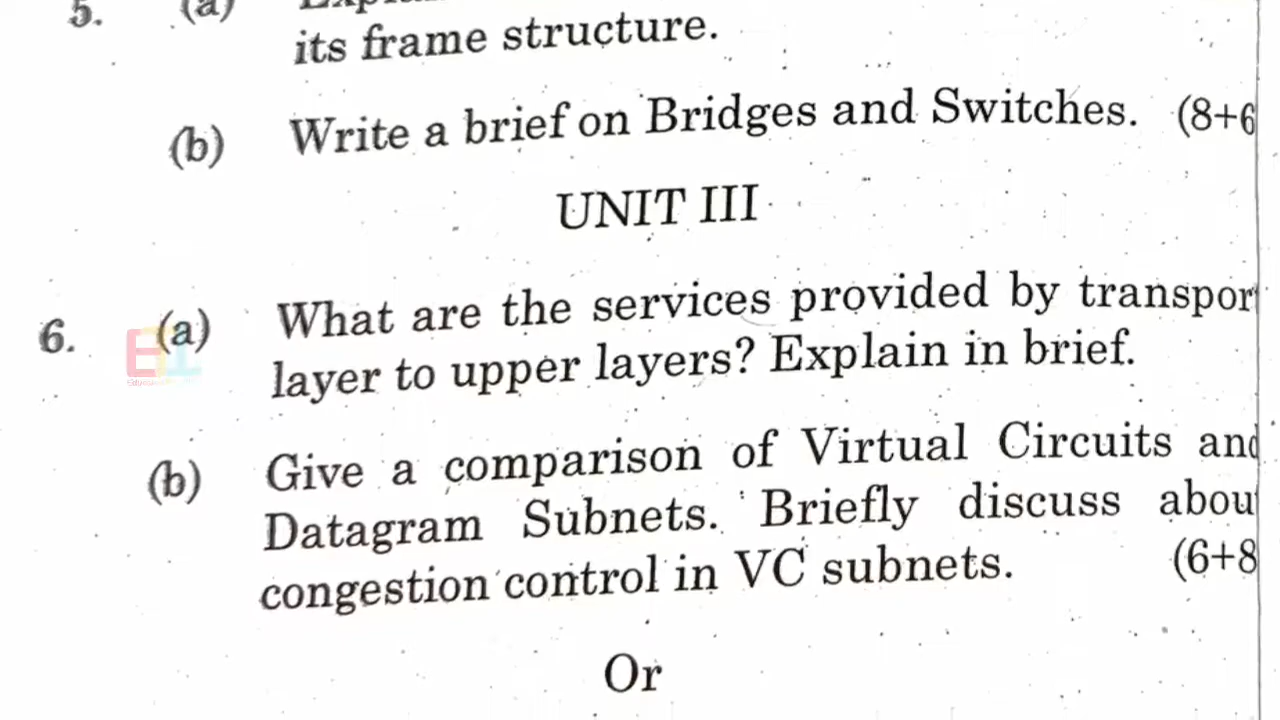 5. (a)
its frame structure.
(b) Write a brief on Bridges and Switches. (8+6
UNIT III
6. (a) What are the services provided by transpor
layer to upper layers? Explain in brief.
(b) Give a comparison of Virtual Circuits and
Datagram Subnets. Briefly discuss abou
congestion control in VC subnets. (6+8
Or